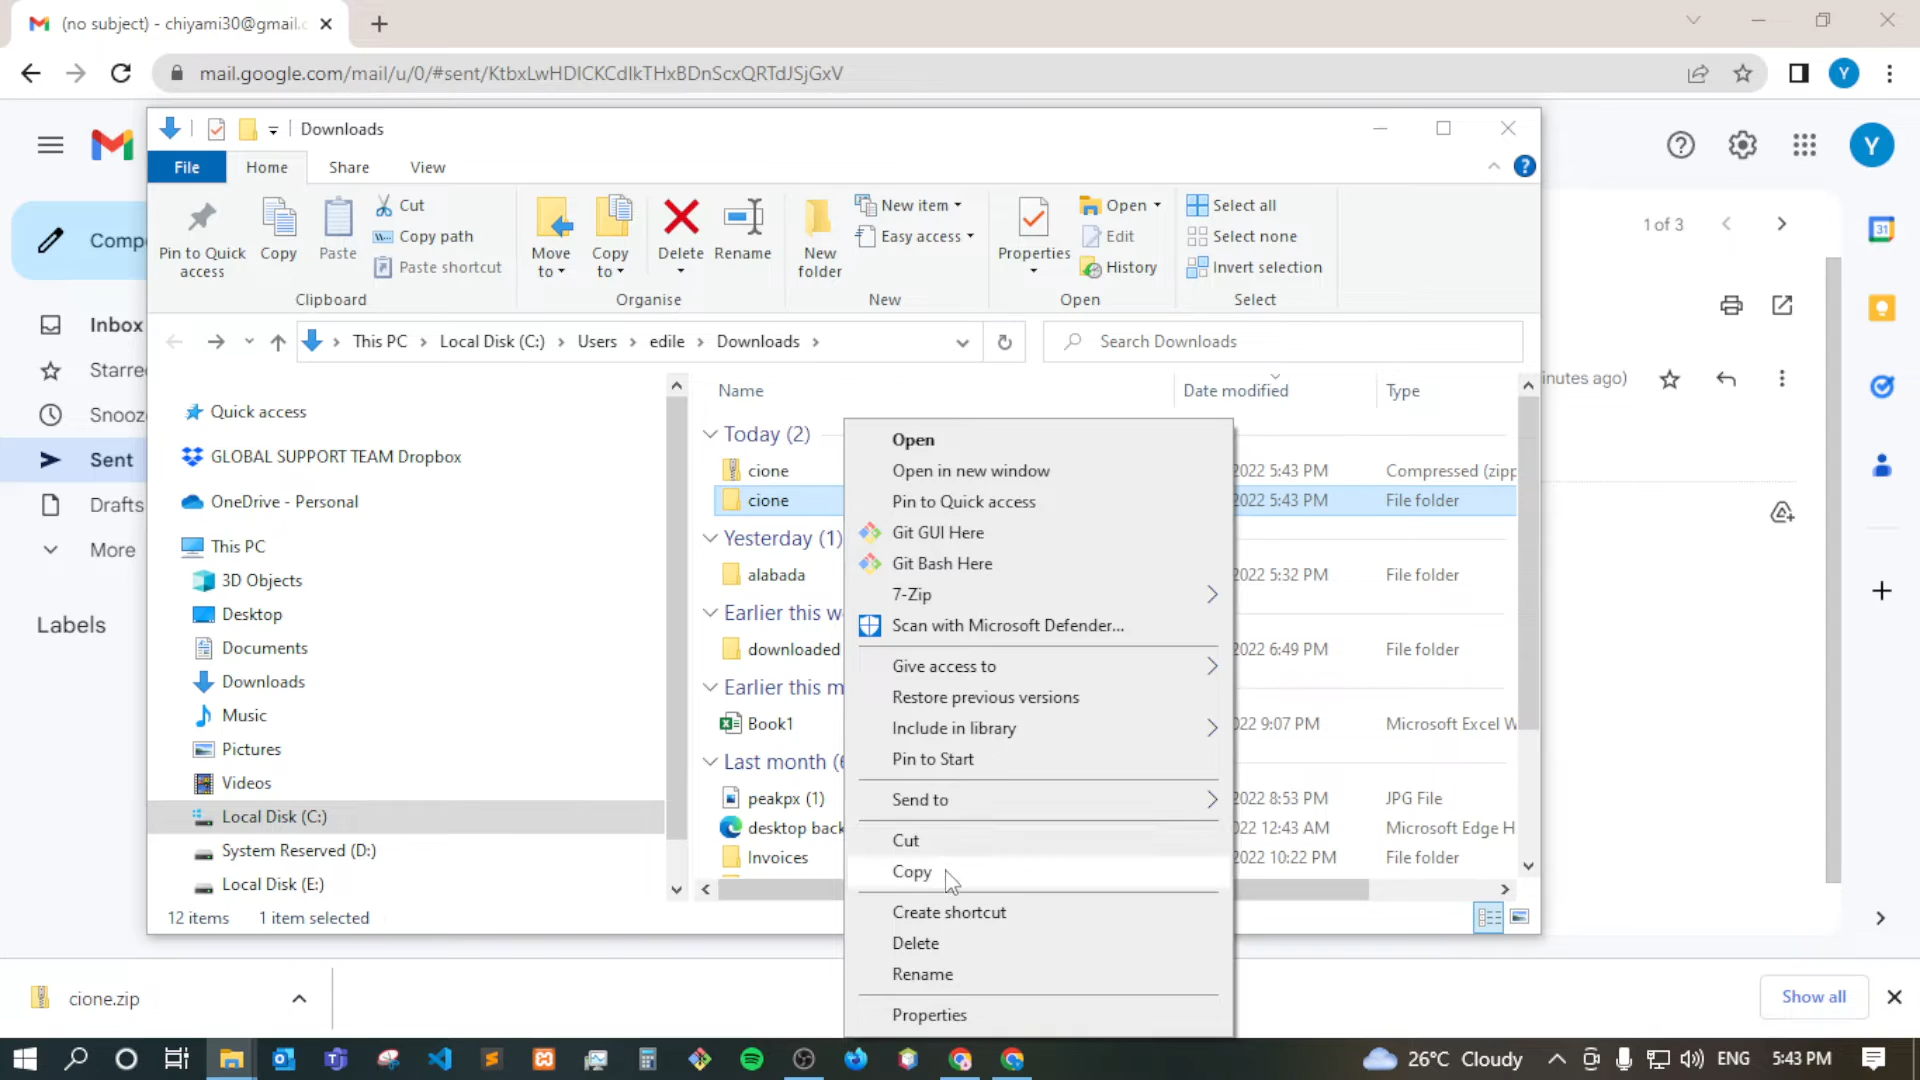 (no subject) - chiyami30@gmail.c
mail.google.com/mail/u/0/#sent/KtbxLwHDlCKCdlkTHxBDnScxQRTdJSjGxV
Y
Downloads
File Home Share View
Pin to Quick access
Copy
Paste
Cut
Copy path
Paste shortcut
Clipboard
Move to
Copy to
Delete
Rename
Organise
New folder
New item
Easy access
New
Properties
Open
Edit
History
Open
Select all
Select none
Invert selection
Select
Y
Comp
1 of 3
31
Inbox
Starre
Snooz
Sent
Drafts
More
Labels
This PC Local Disk (C:) Users edile Downloads
Search Downloads
inutes ago)
Quick access
GLOBAL SUPPORT TEAM Dropbox
OneDrive - Personal
This PC
3D Objects
Desktop
Documents
Downloads
Music
Pictures
Videos
Local Disk (C:)
System Reserved (D:)
Local Disk (E:)
Name Date modified Type
Today (2)
cione 2022 5:43 PM Compressed (zipp
cione 2022 5:43 PM File folder
Yesterday (1)
alabada 2022 5:32 PM File folder
Earlier this w
downloaded 2022 6:49 PM File folder
Earlier this m
Book1 022 9:07 PM Microsoft Excel W
Last month (6
peakpx (1) 2022 8:53 PM JPG File
desktop back 022 12:43 AM Microsoft Edge H
Invoices 2022 10:22 PM File folder
Open
Open in new window
Pin to Quick access
Git GUI Here
Git Bash Here
7-Zip
Scan with Microsoft Defender...
Give access to
Restore previous versions
Include in library
Pin to Start
Send to
Cut
Copy
Create shortcut
Delete
Rename
Properties
12 items 1 item selected
cione.zip
Show all
26°C Cloudy
ENG
5:43 PM